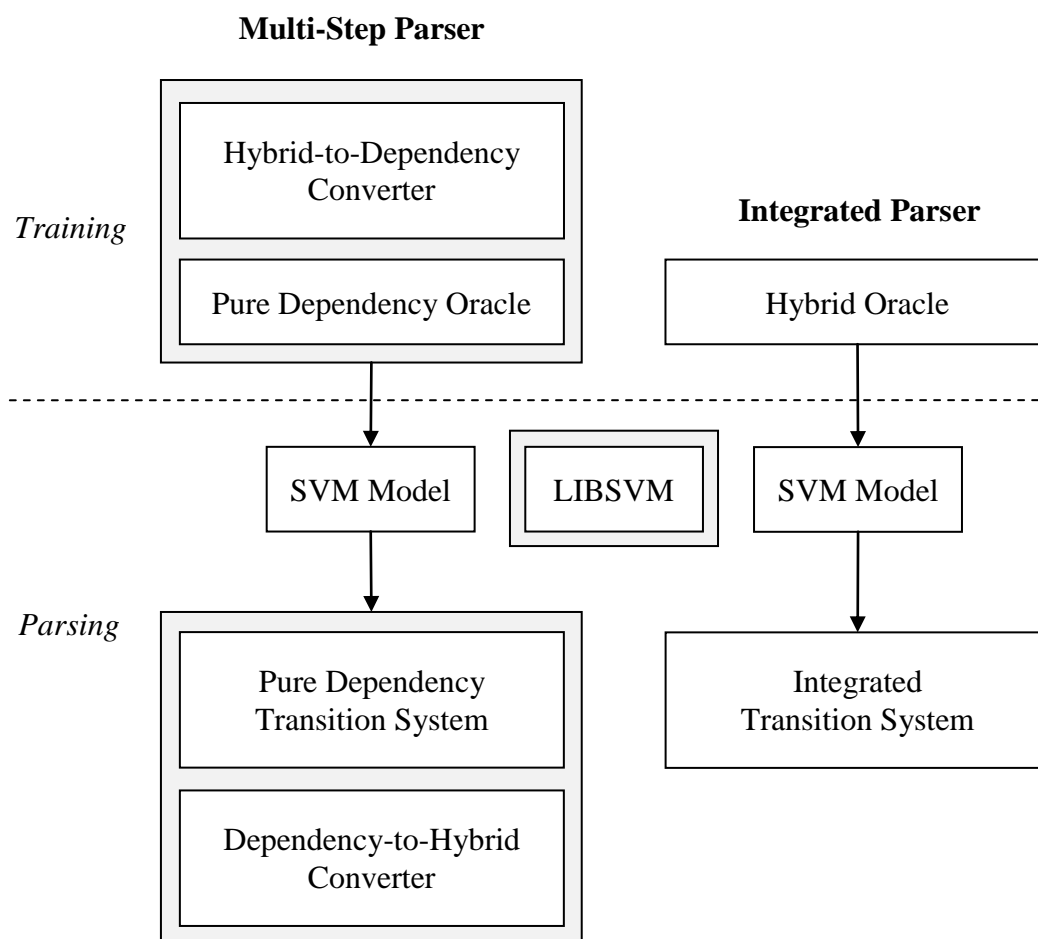 Multi-Step Parser
Hybrid-to-Dependency
Converter
Training
Pure Dependency Oracle
Integrated Parser
Hybrid Oracle
SVM Model
LIBSVM
SVM Model
Parsing
Pure Dependency
Transition System
Integrated
Transition System
Dependency-to-Hybrid
Converter